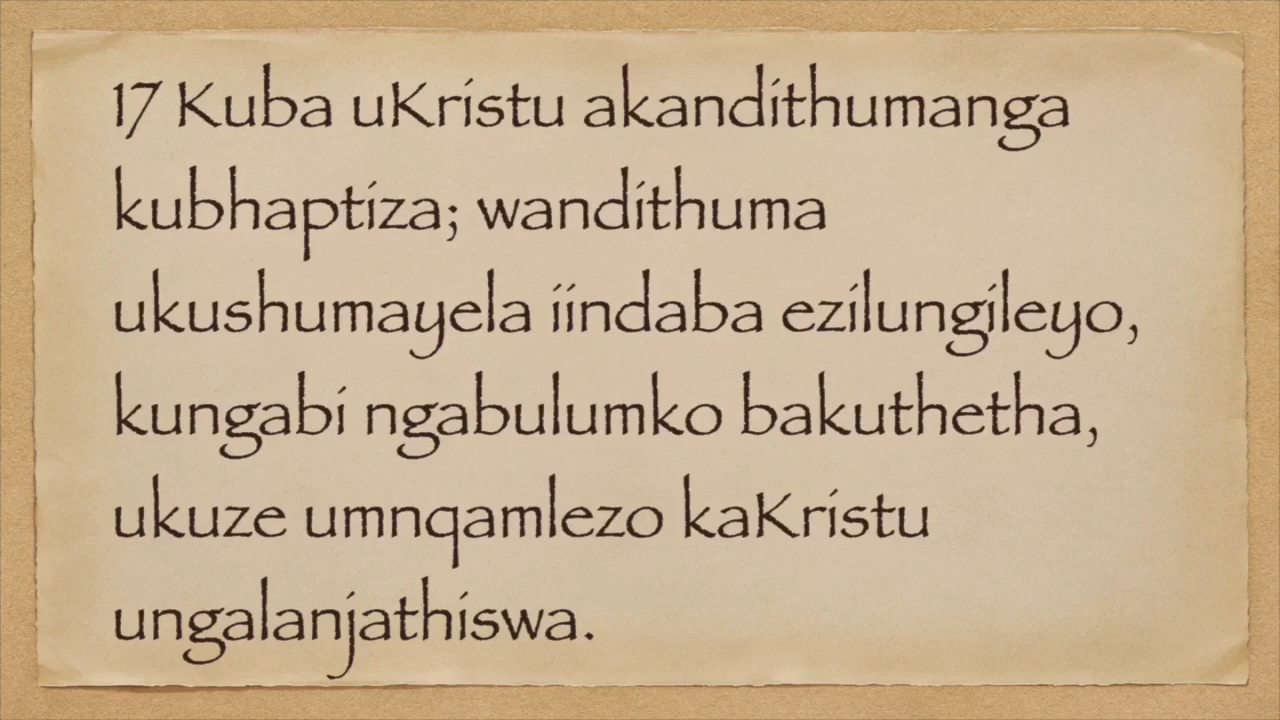 17 Kuba uKristu akandithumanga
kubhaptiza; wandithuma
ukushumayela iindaba ezilungileyo,
kungabi ngabulumko bakuthetha,
ukuze umnqamlezo kaKristu
ungalanjathiswa.